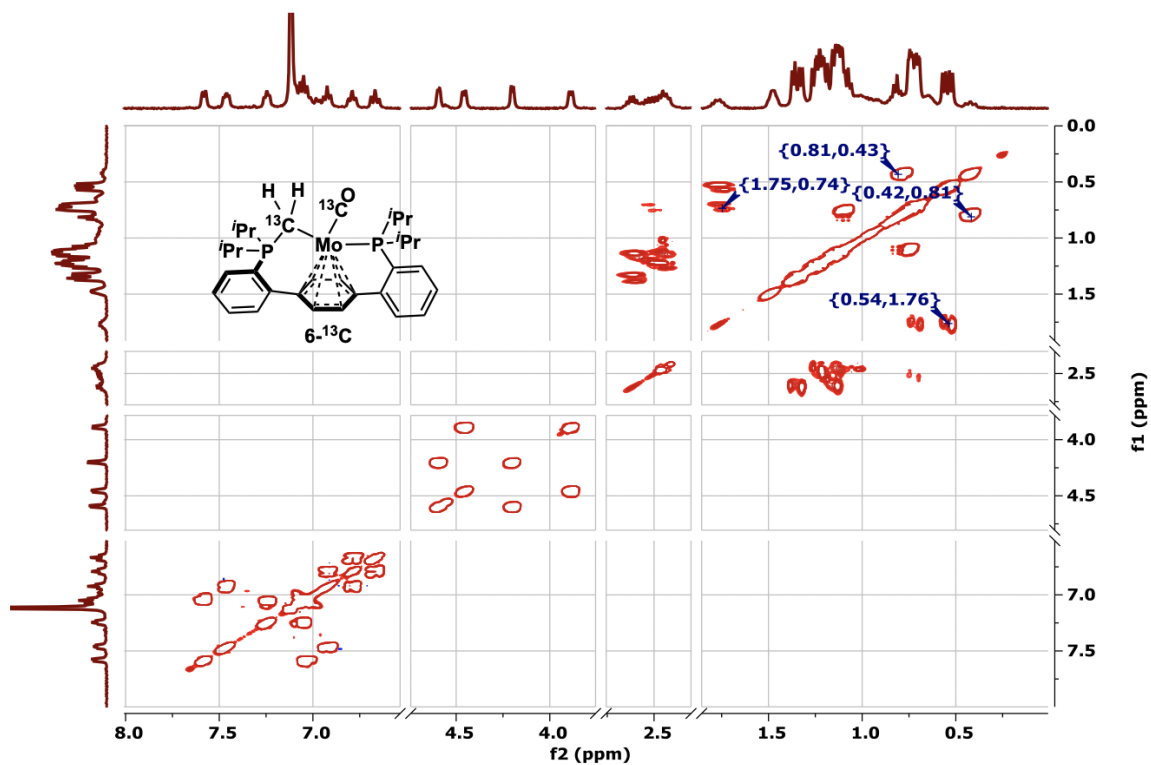 0.0
{0.81,0.43}
{1.75,0.74}
{0.42,0.81}
0.5
H H
¹³C
¹³CO
ⁱPr
ⁱPr
P
Mo
P
ⁱPr
ⁱPr
1.0
{0.54,1.76}
1.5
6-¹³C
2.5
4.0
4.5
7.0
7.5
f1 (ppm)
8.0 7.5 7.0 4.5 4.0 2.5 1.5 1.0 0.5
f2 (ppm)